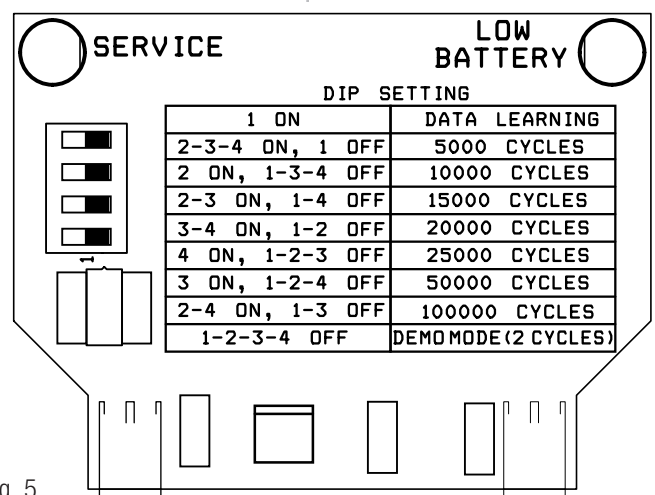 SERVICE
LOW
BATTERY
DIP SETTING
1 ON DATA LEARNING
2-3-4 ON, 1 OFF 5000 CYCLES
2 ON, 1-3-4 OFF 10000 CYCLES
2-3 ON, 1-4 OFF 15000 CYCLES
3-4 ON, 1-2 OFF 20000 CYCLES
4 ON, 1-2-3 OFF 25000 CYCLES
3 ON, 1-2-4 OFF 50000 CYCLES
2-4 ON, 1-3 OFF 100000 CYCLES
1-2-3-4 OFF DEMO MODE(2 CYCLES)
1
5